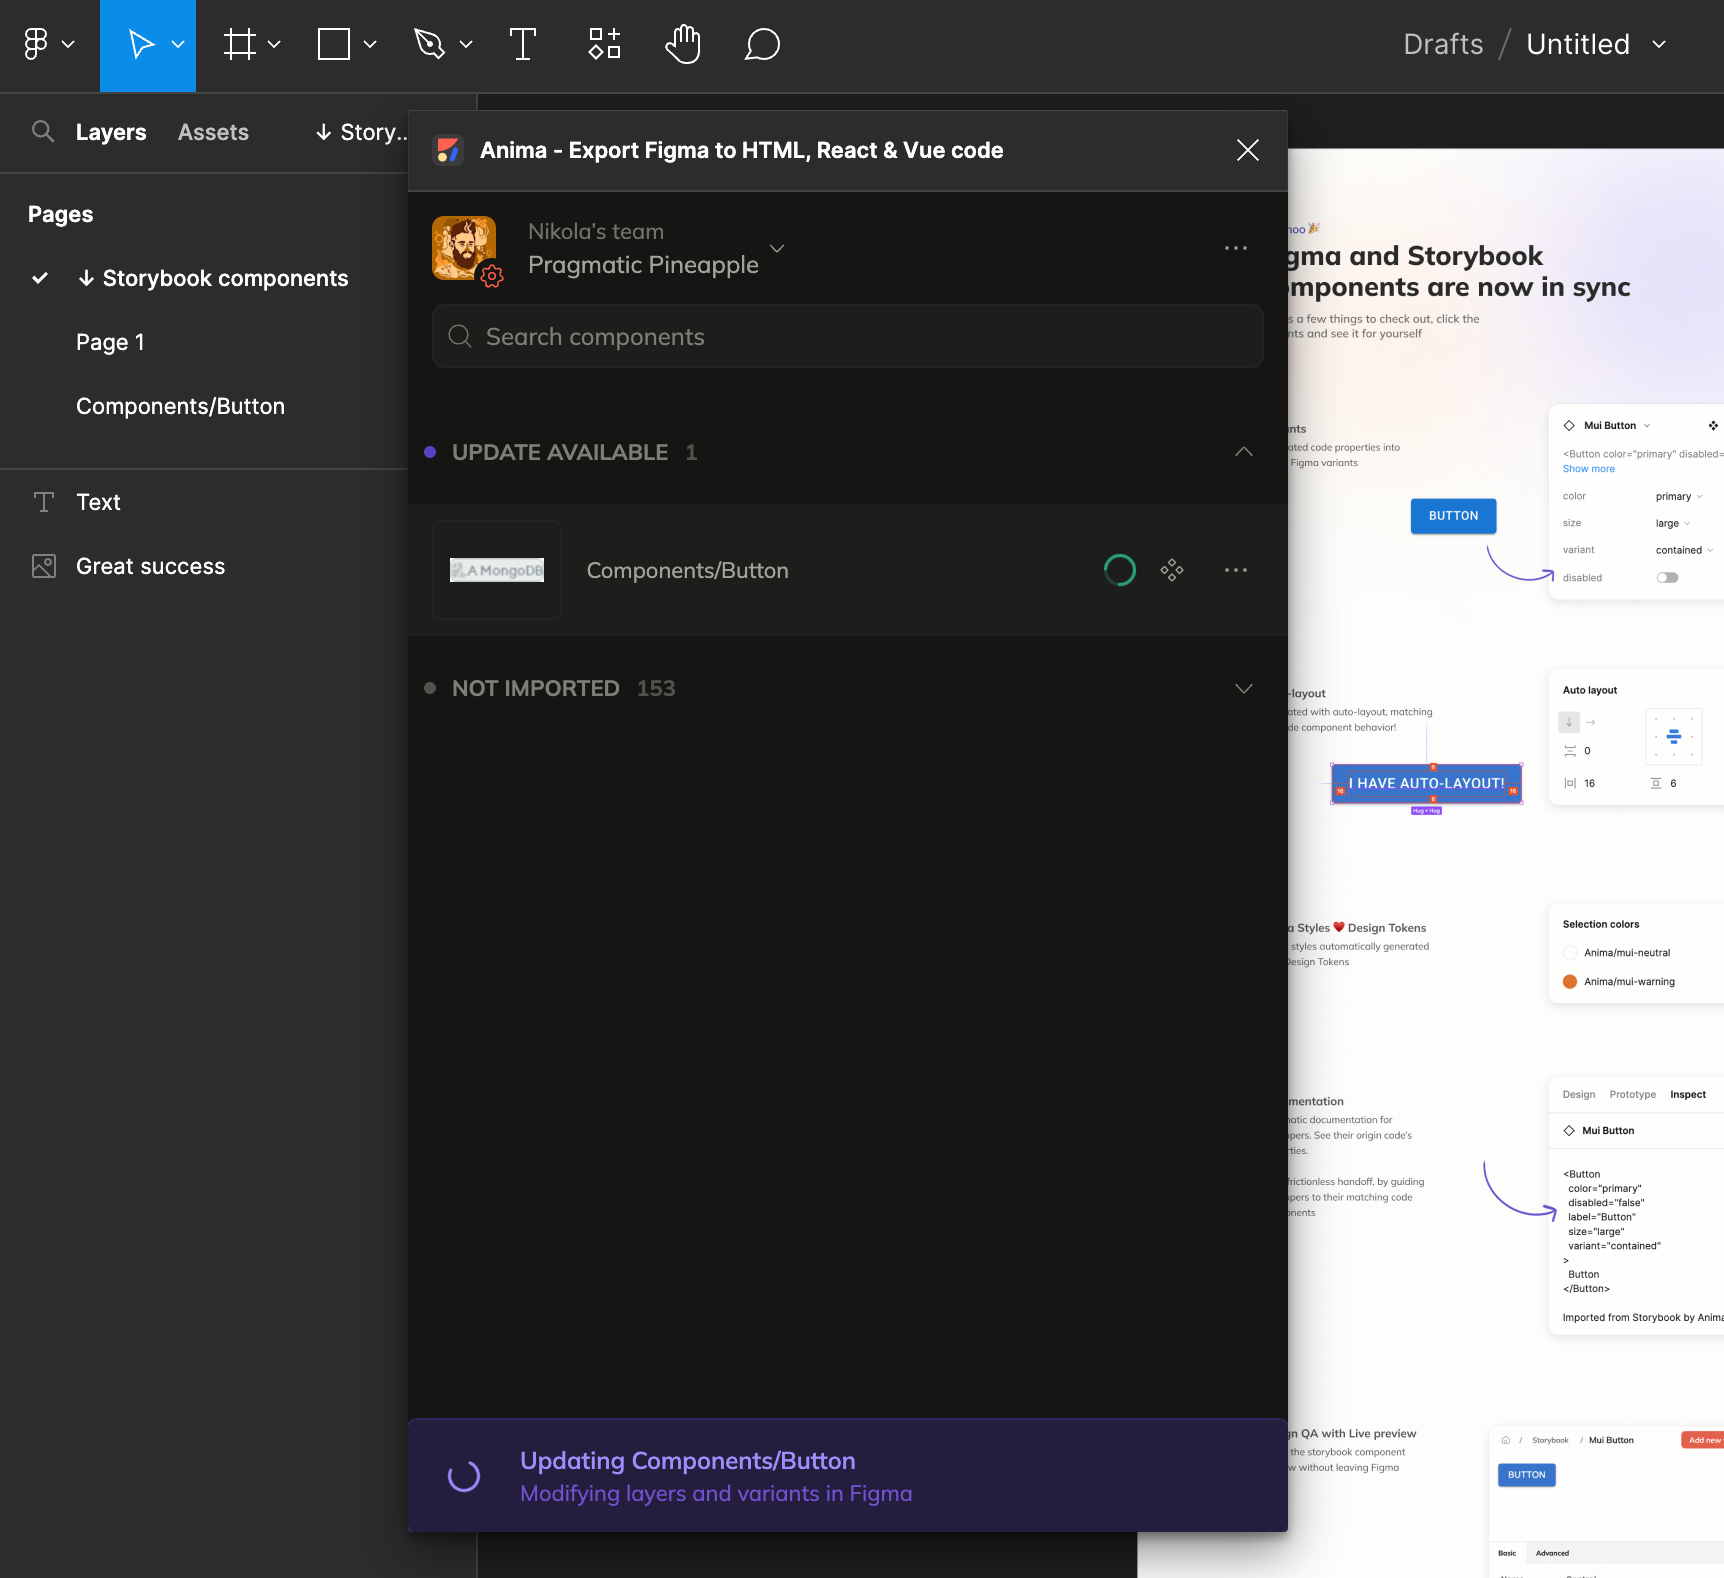 Drafts / Untitled
Layers
Assets
↓ Story...
Pages
↓ Storybook components
Page 1
Components/Button
Text
Great success
Anima - Export Figma to HTML, React & Vue code
Nikola's team
Pragmatic Pineapple
Search components
UPDATE AVAILABLE 1
A MongoDB
Components/Button
NOT IMPORTED 153
Updating Components/Button
Modifying layers and variants in Figma
gma and Storybook
omponents are now in sync
s a few things to check out, click the
nts and see it for yourself
nts
ated code properties into
Figma variants
BUTTON
Mui Button
<Button color="primary" disabled=
Show more
color primary
size large
variant contained
disabled
-layout
ated with auto-layout, matching
de component behavior!
I HAVE AUTO-LAYOUT!
16
16
Hug × Hug
Auto layout
0
16
6
a Styles ❤️ Design Tokens
styles automatically generated
Design Tokens
Selection colors
Anima/mui-neutral
Anima/mui-warning
mentation
natic documentation for
pers. See their origin code's
rties.
frictionless handoff, by guiding
pers to their matching code
onents
Design Prototype Inspect
Mui Button
<Button
color="primary"
disabled="false"
label="Button"
size="large"
variant="contained"
>
Button
</Button>
Imported from Storybook by Anima
gn QA with Live preview
the storybook component
w without leaving Figma
/ Storybook / Mui Button
Add new
BUTTON
Basic Advanced